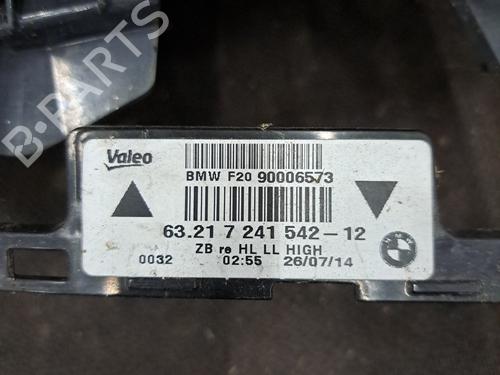 B-PARTS
Valeo
BMW F20 90006573
63.21 7 241 542-12
ZB re HL LL HIGH
0032 02:55 26/07/14